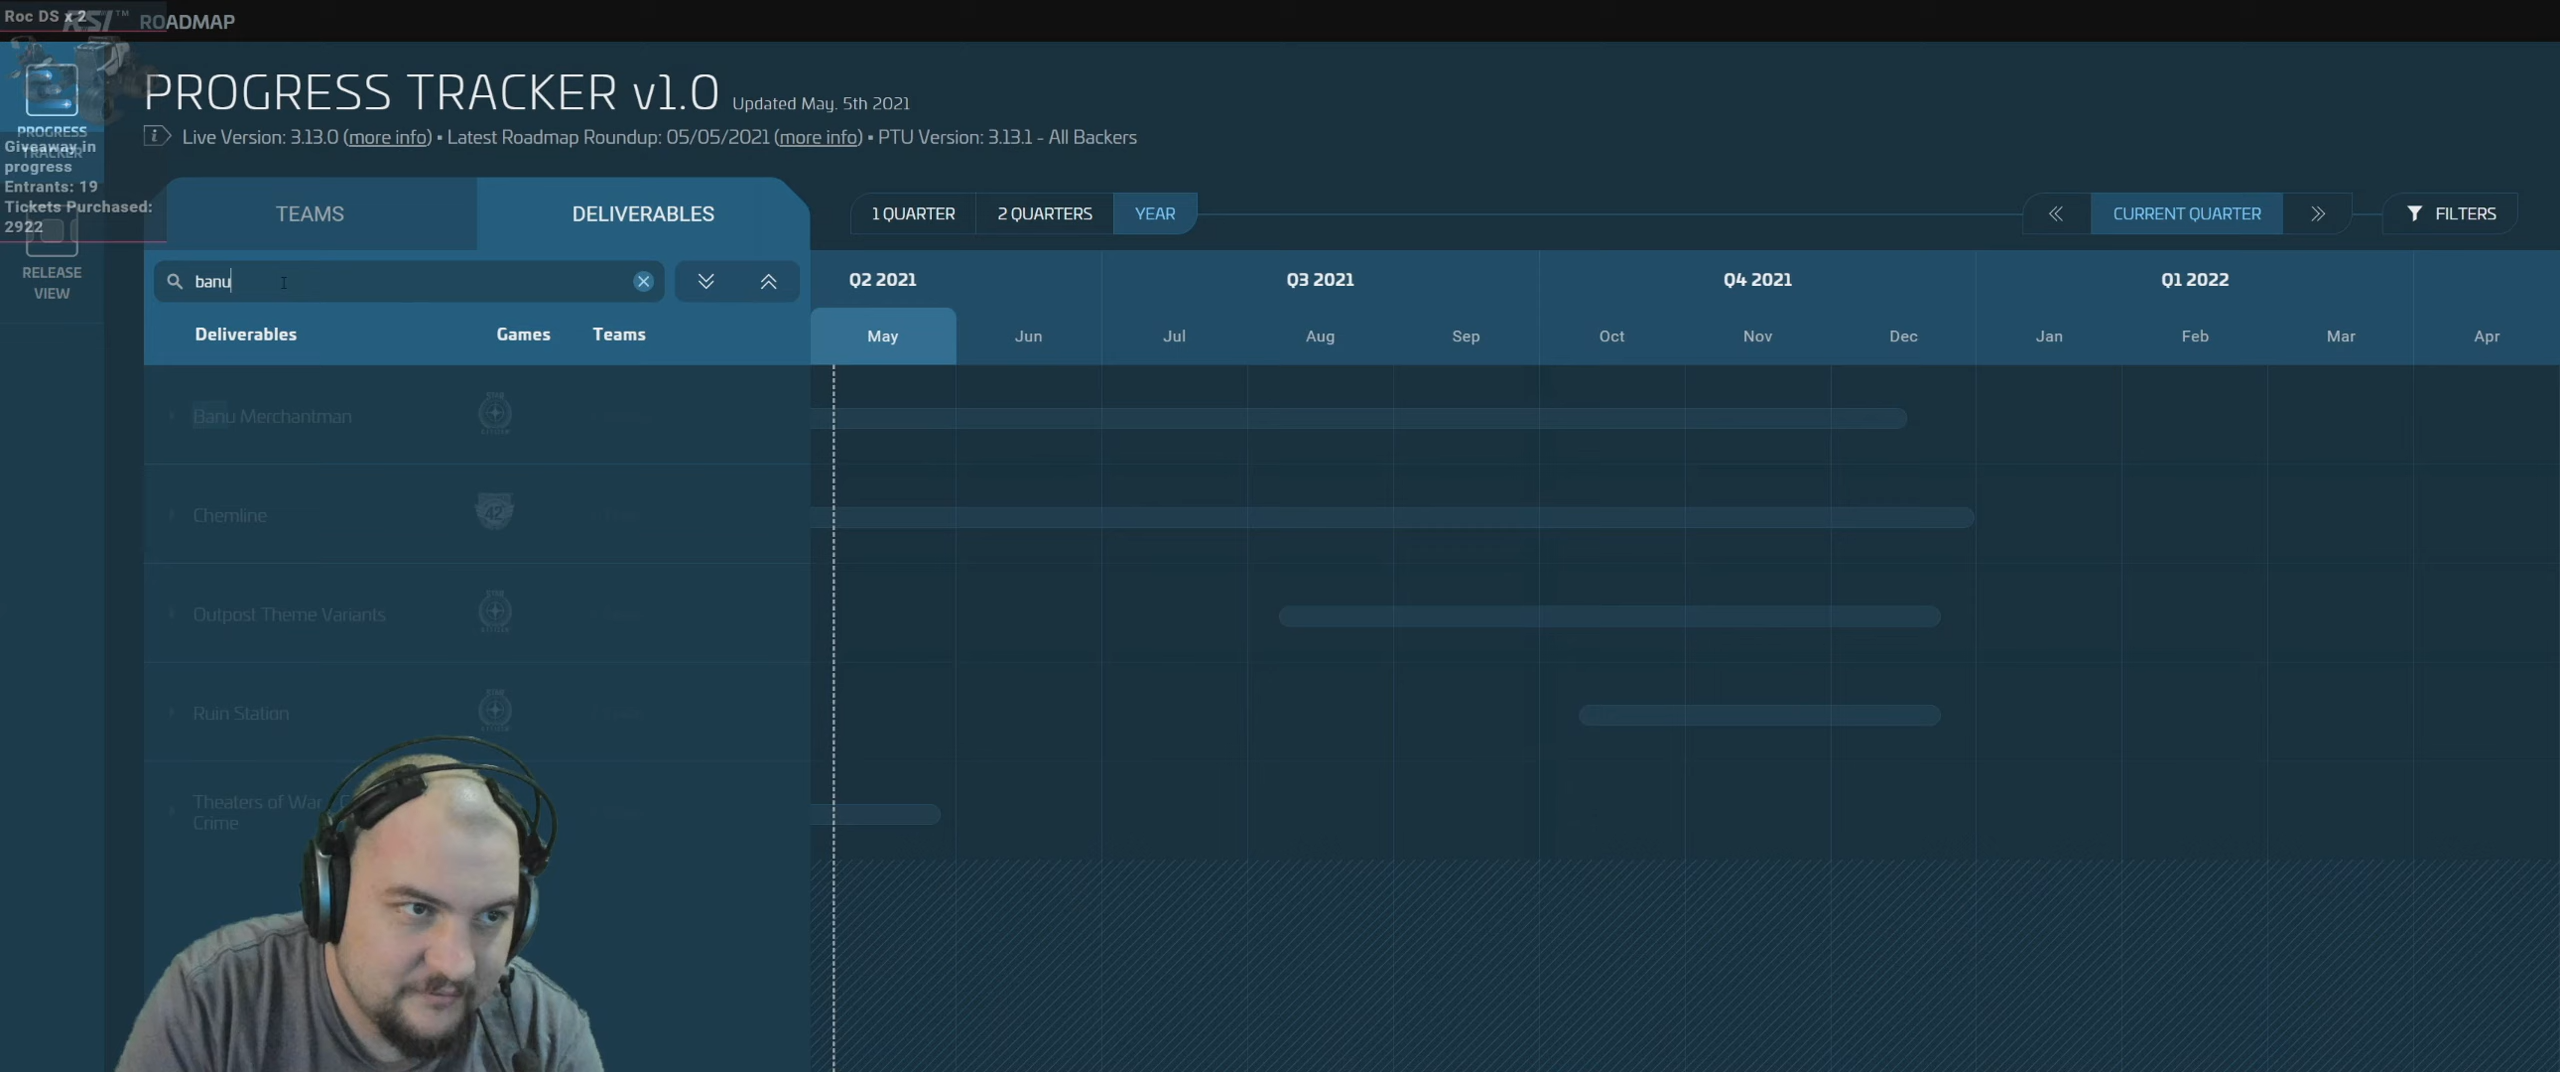 Roc DS x 2
RSI™ ROADMAP
PROGRESS TRACKER v1.0 Updated May. 5th 2021
Live Version: 3.13.0 (more info) • Latest Roadmap Roundup: 05/05/2021 (more info) • PTU Version: 3.13.1 - All Backers
PROGRESS
TRACKER
Giveaway in
progress
Entrants: 19
Tickets Purchased:
2922
RELEASE
VIEW
TEAMS DELIVERABLES
1 QUARTER 2 QUARTERS YEAR
CURRENT QUARTER
FILTERS
banu
Q2 2021 Q3 2021 Q4 2021 Q1 2022
Deliverables Games Teams
May Jun Jul Aug Sep Oct Nov Dec Jan Feb Mar Apr
Banu Merchantman
Chemline
42
Outpost Theme Variants
Ruin Station
Theaters of War
Crime